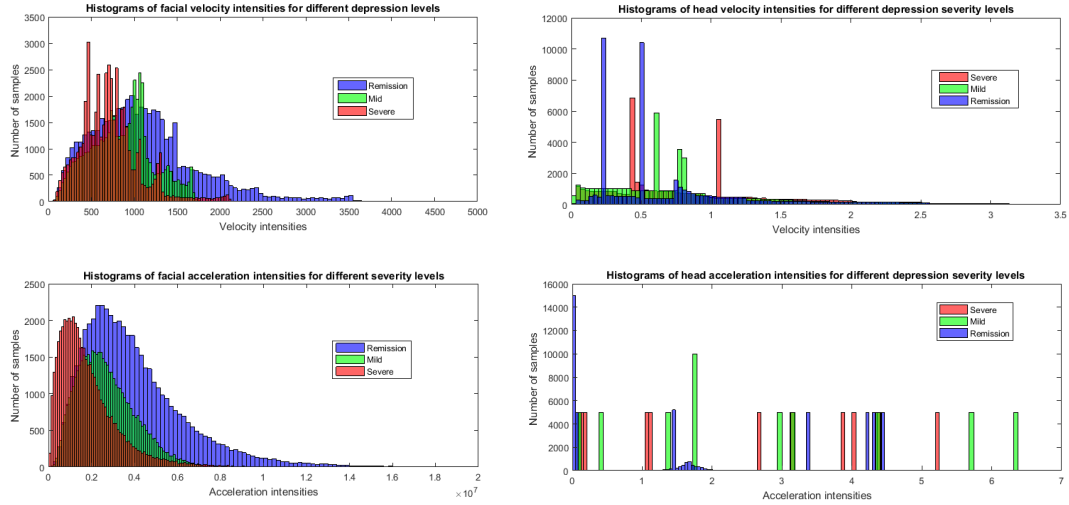 Histograms of facial velocity intensities for different depression levels
3500
3000
2500
2000
1500
1000
500
0
Number of samples
Remission
Mid
Severe
0 500 1000 1500 2000 2500 3000 3500 4000 4500 5000
Velocity intensities
Histograms of head velocity intensities for different depression severity levels
12000
10000
8000
6000
4000
2000
0
Number of samples
Severe
Mild
Remission
0 0.5 1 1.5 2 2.5 3 3.5
Velocity intensities
Histograms of facial acceleration intensities for different severity levels
2500
2000
1500
1000
500
0
Number of samples
Remission
Mild
Severe
0 0.2 0.4 0.6 0.8 1 1.2 1.4 1.6 1.8 2
Acceleration intensities
×10^7
Histograms of head acceleration intensities for different depression severity levels
16000
14000
12000
10000
8000
6000
4000
2000
0
Number of samples
Severe
Mild
Remission
0 1 2 3 4 5 6 7
Acceleration intensities